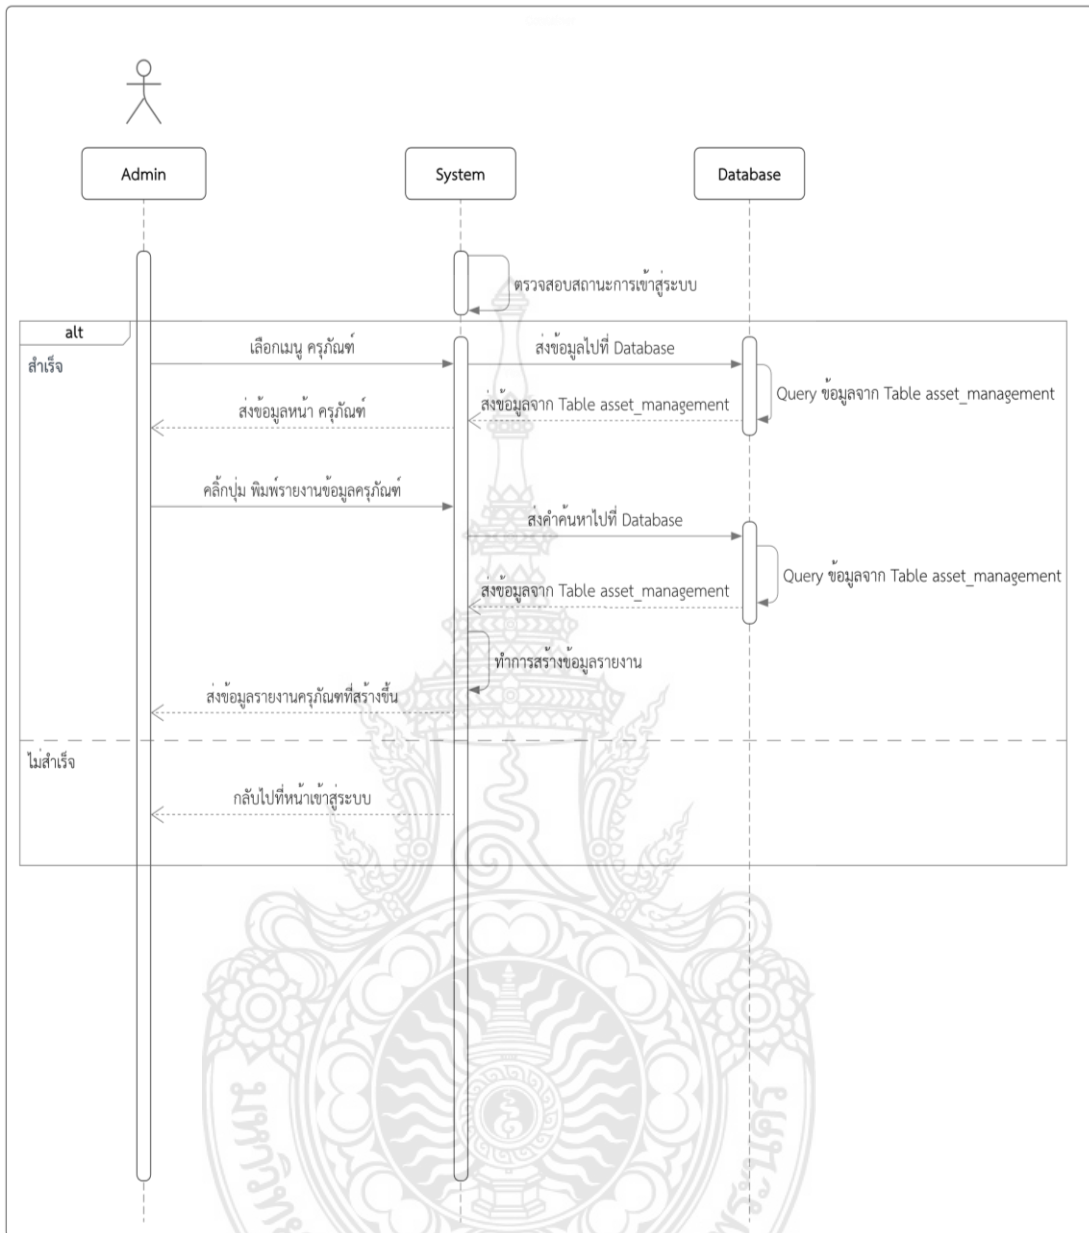 Admin
System
Database
ตรวจสอบสถานะการเข้าสู่ระบบ
alt
สำเร็จ
เลือกเมนู ครุภัณฑ์
ส่งข้อมูลไปที่ Database
Query ข้อมูลจาก Table asset_management
ส่งข้อมูลจาก Table asset_management
ส่งข้อมูลหน้า ครุภัณฑ์
คลิ้กปุ่ม พิมพ์รายงานข้อมูลครุภัณฑ์
ส่งคำค้นหาไปที่ Database
Query ข้อมูลจาก Table asset_management
ส่งข้อมูลจาก Table asset_management
ทำการสร้างข้อมูลรายงาน
ส่งข้อมูลรายงานครุภัณฑที่สร้างขึ้น
ไม่สำเร็จ
กลับไปที่หน้าเข้าสู่ระบบ